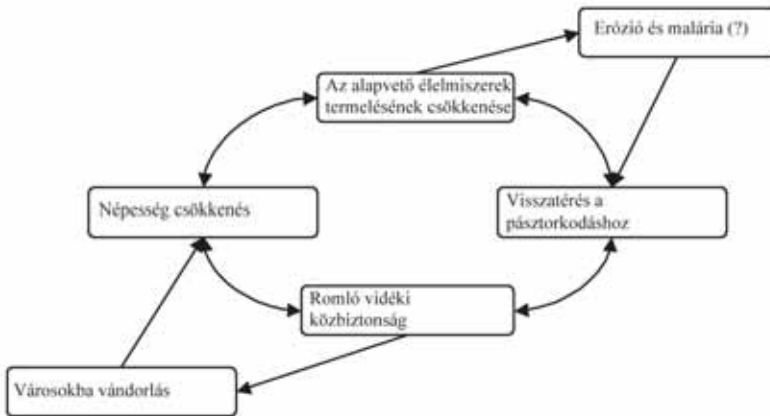 Erózió és malária (?)
Az alapvető élelmiszerek
termelésének csökkenése
Népesség csökkenés
Visszatérés a
pásztorkodáshoz
Romló vidéki
közbiztonság
Városokba vándorlás